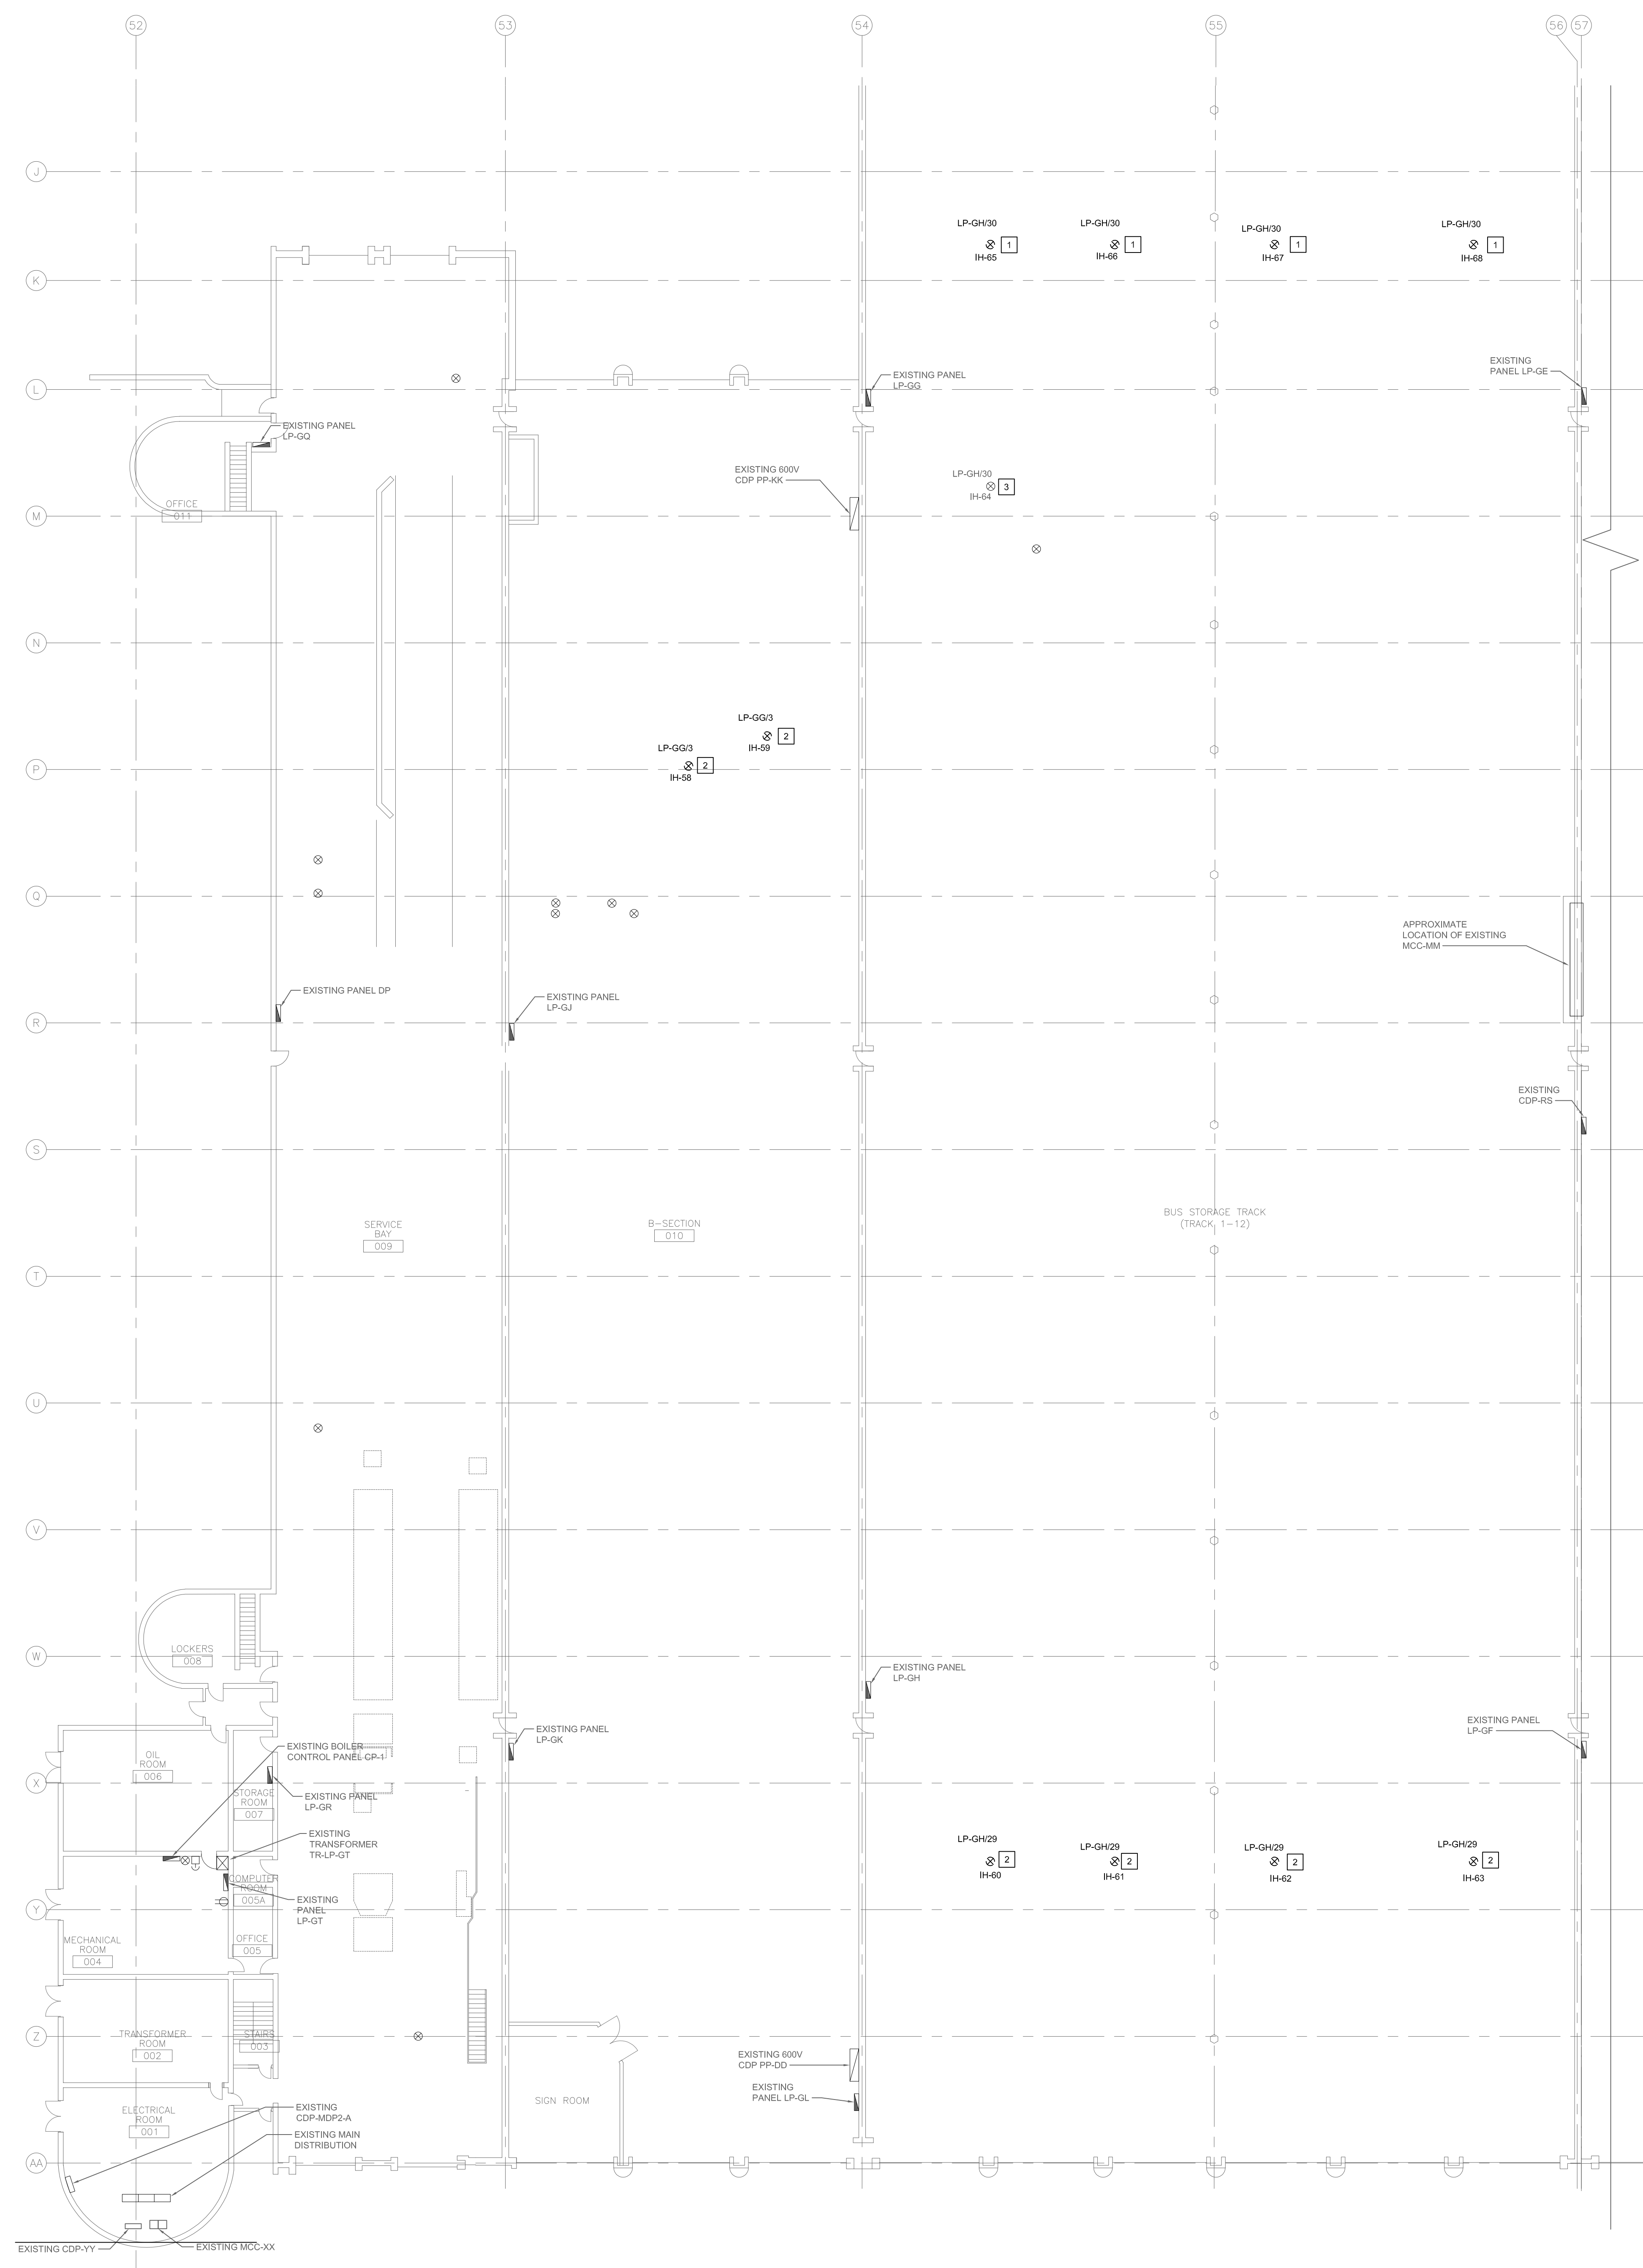 52
53
54
55
56
57
J
LP-GH/30
LP-GH/30
LP-GH/30
LP-GH/30
1
1
1
1
IH-65
IH-66
IH-67
IH-68
K
L
EXISTING PANEL
LP-GG
EXISTING
PANEL LP-GE
EXISTING PANEL
LP-GQ
EXISTING 600V
CDP PP-KK
LP-GH/30
3
IH-64
OFFICE
011
M
N
LP-GG/3
2
IH-59
LP-GG/3
2
IH-58
P
Q
APPROXIMATE
LOCATION OF EXISTING
MCC-MM
EXISTING PANEL DP
EXISTING PANEL
LP-GJ
R
EXISTING
CDP-RS
S
SERVICE
BAY
009
B-SECTION
010
BUS STORAGE TRACK
(TRACK 1-12)
T
U
V
LOCKERS
008
W
EXISTING PANEL
LP-GH
EXISTING PANEL
LP-GK
EXISTING PANEL
LP-GF
EXISTING BOILER
CONTROL PANEL CP-1
OIL
ROOM
006
X
STORAGE
ROOM
007
EXISTING PANEL
LP-GR
EXISTING
TRANSFORMER
TR-LP-GT
LP-GH/29
LP-GH/29
LP-GH/29
LP-GH/29
2
2
2
2
IH-60
IH-61
IH-62
IH-63
COMPUTER
ROOM
005A
EXISTING
PANEL
LP-GT
Y
MECHANICAL
ROOM
004
OFFICE
005
Z
TRANSFORMER
ROOM
002
STAIRS
003
EXISTING 600V
CDP PP-DD
EXISTING
PANEL LP-GL
SIGN ROOM
ELECTRICAL
ROOM
001
EXISTING
CDP-MDP2-A
EXISTING MAIN
DISTRIBUTION
AA
EXISTING CDP-YY
EXISTING MCC-XX